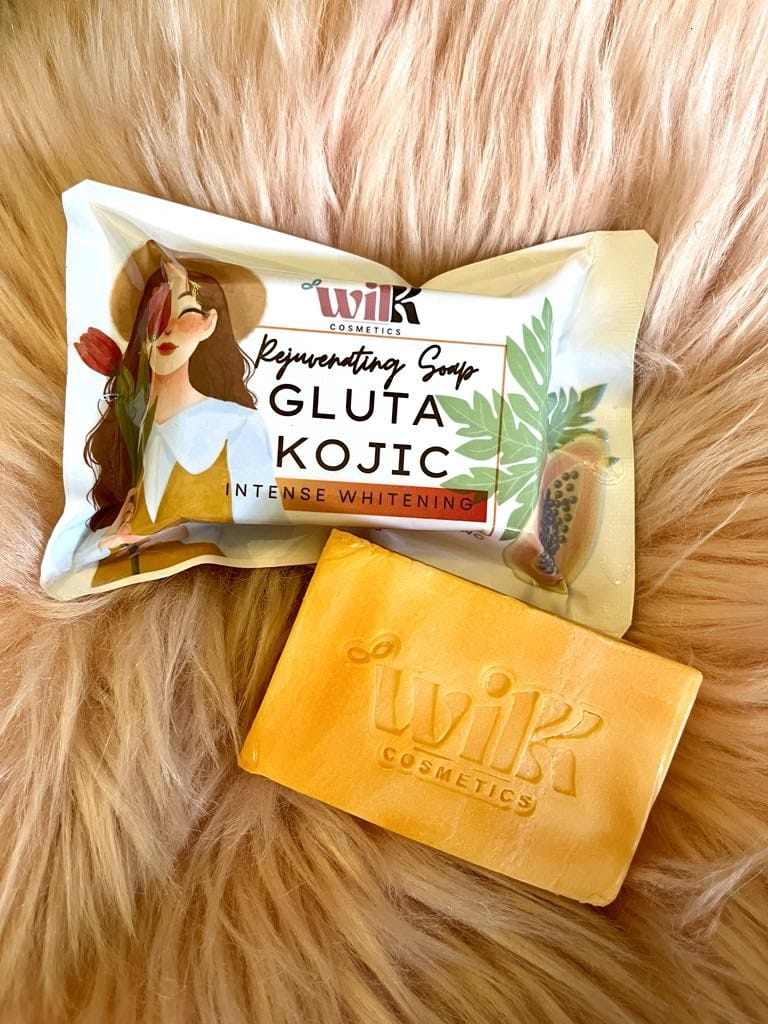 wilK
COSMETICS
Rejuvenating Soap
GLUTA
KOJIC
INTENSE WHITENING
wilK
COSMETICS